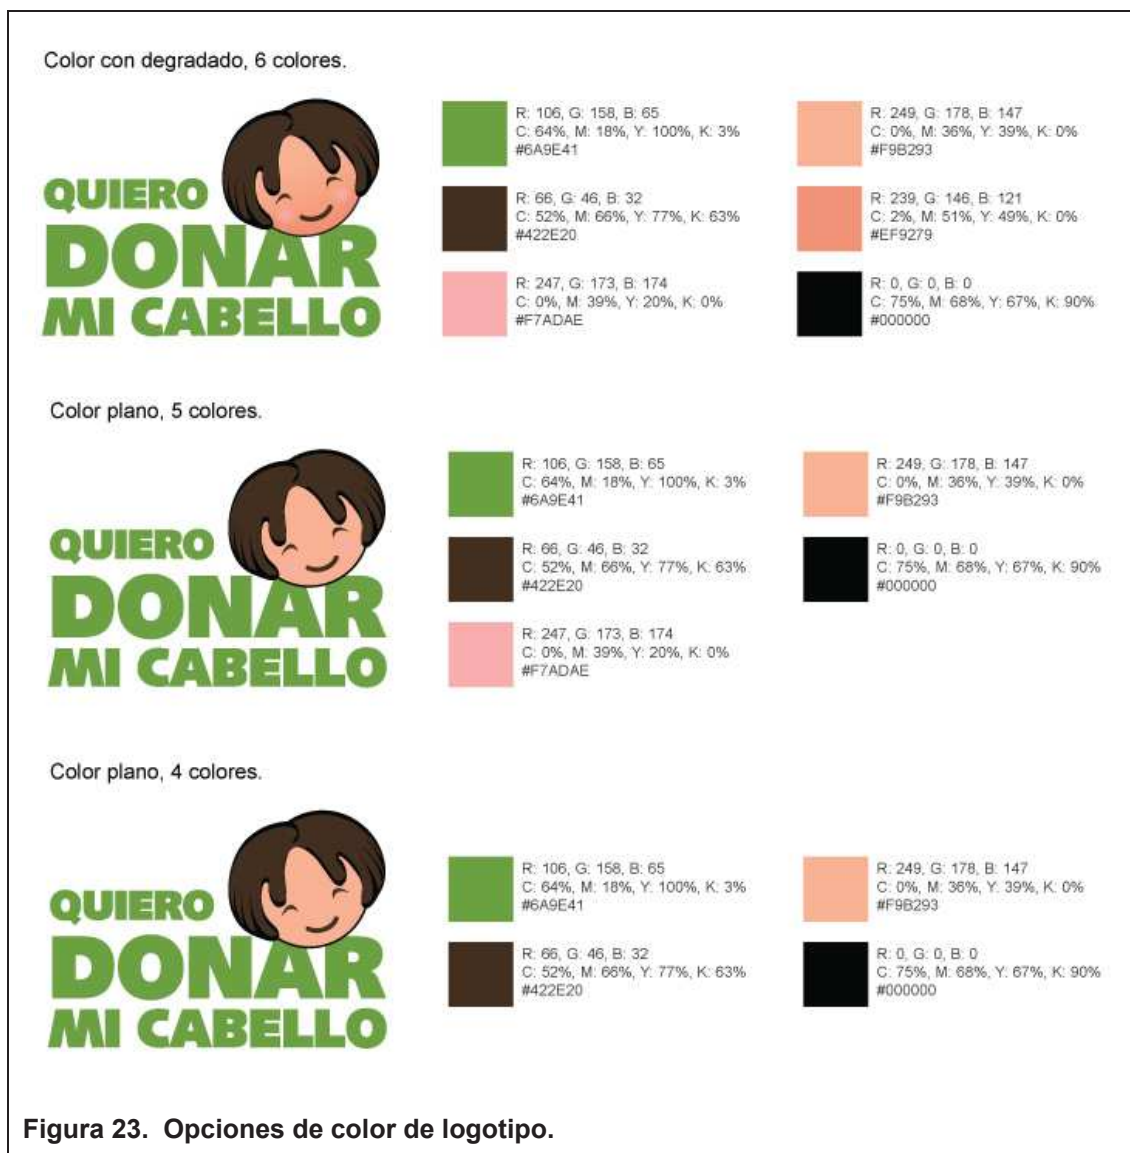 Color con degradado, 6 colores.
QUIERO
DONAR
MI CABELLO
R: 106, G: 158, B: 65
C: 64%, M: 18%, Y: 100%, K: 3%
#6A9E41
R: 66, G: 46, B: 32
C: 52%, M: 66%, Y: 77%, K: 63%
#422E20
R: 247, G: 173, B: 174
C: 0%, M: 39%, Y: 20%, K: 0%
#F7ADAE
R: 249, G: 178, B: 147
C: 0%, M: 36%, Y: 39%, K: 0%
#F9B293
R: 239, G: 146, B: 121
C: 2%, M: 51%, Y: 49%, K: 0%
#EF9279
R: 0, G: 0, B: 0
C: 75%, M: 68%, Y: 67%, K: 90%
#000000
Color plano, 5 colores.
QUIERO
DONAR
MI CABELLO
R: 106, G: 158, B: 65
C: 64%, M: 18%, Y: 100%, K: 3%
#6A9E41
R: 66, G: 46, B: 32
C: 52%, M: 66%, Y: 77%, K: 63%
#422E20
R: 247, G: 173, B: 174
C: 0%, M: 39%, Y: 20%, K: 0%
#F7ADAE
R: 249, G: 178, B: 147
C: 0%, M: 36%, Y: 39%, K: 0%
#F9B293
R: 0, G: 0, B: 0
C: 75%, M: 68%, Y: 67%, K: 90%
#000000
Color plano, 4 colores.
QUIERO
DONAR
MI CABELLO
R: 106, G: 158, B: 65
C: 64%, M: 18%, Y: 100%, K: 3%
#6A9E41
R: 66, G: 46, B: 32
C: 52%, M: 66%, Y: 77%, K: 63%
#422E20
R: 249, G: 178, B: 147
C: 0%, M: 36%, Y: 39%, K: 0%
#F9B293
R: 0, G: 0, B: 0
C: 75%, M: 68%, Y: 67%, K: 90%
#000000
Figura 23. Opciones de color de logotipo.